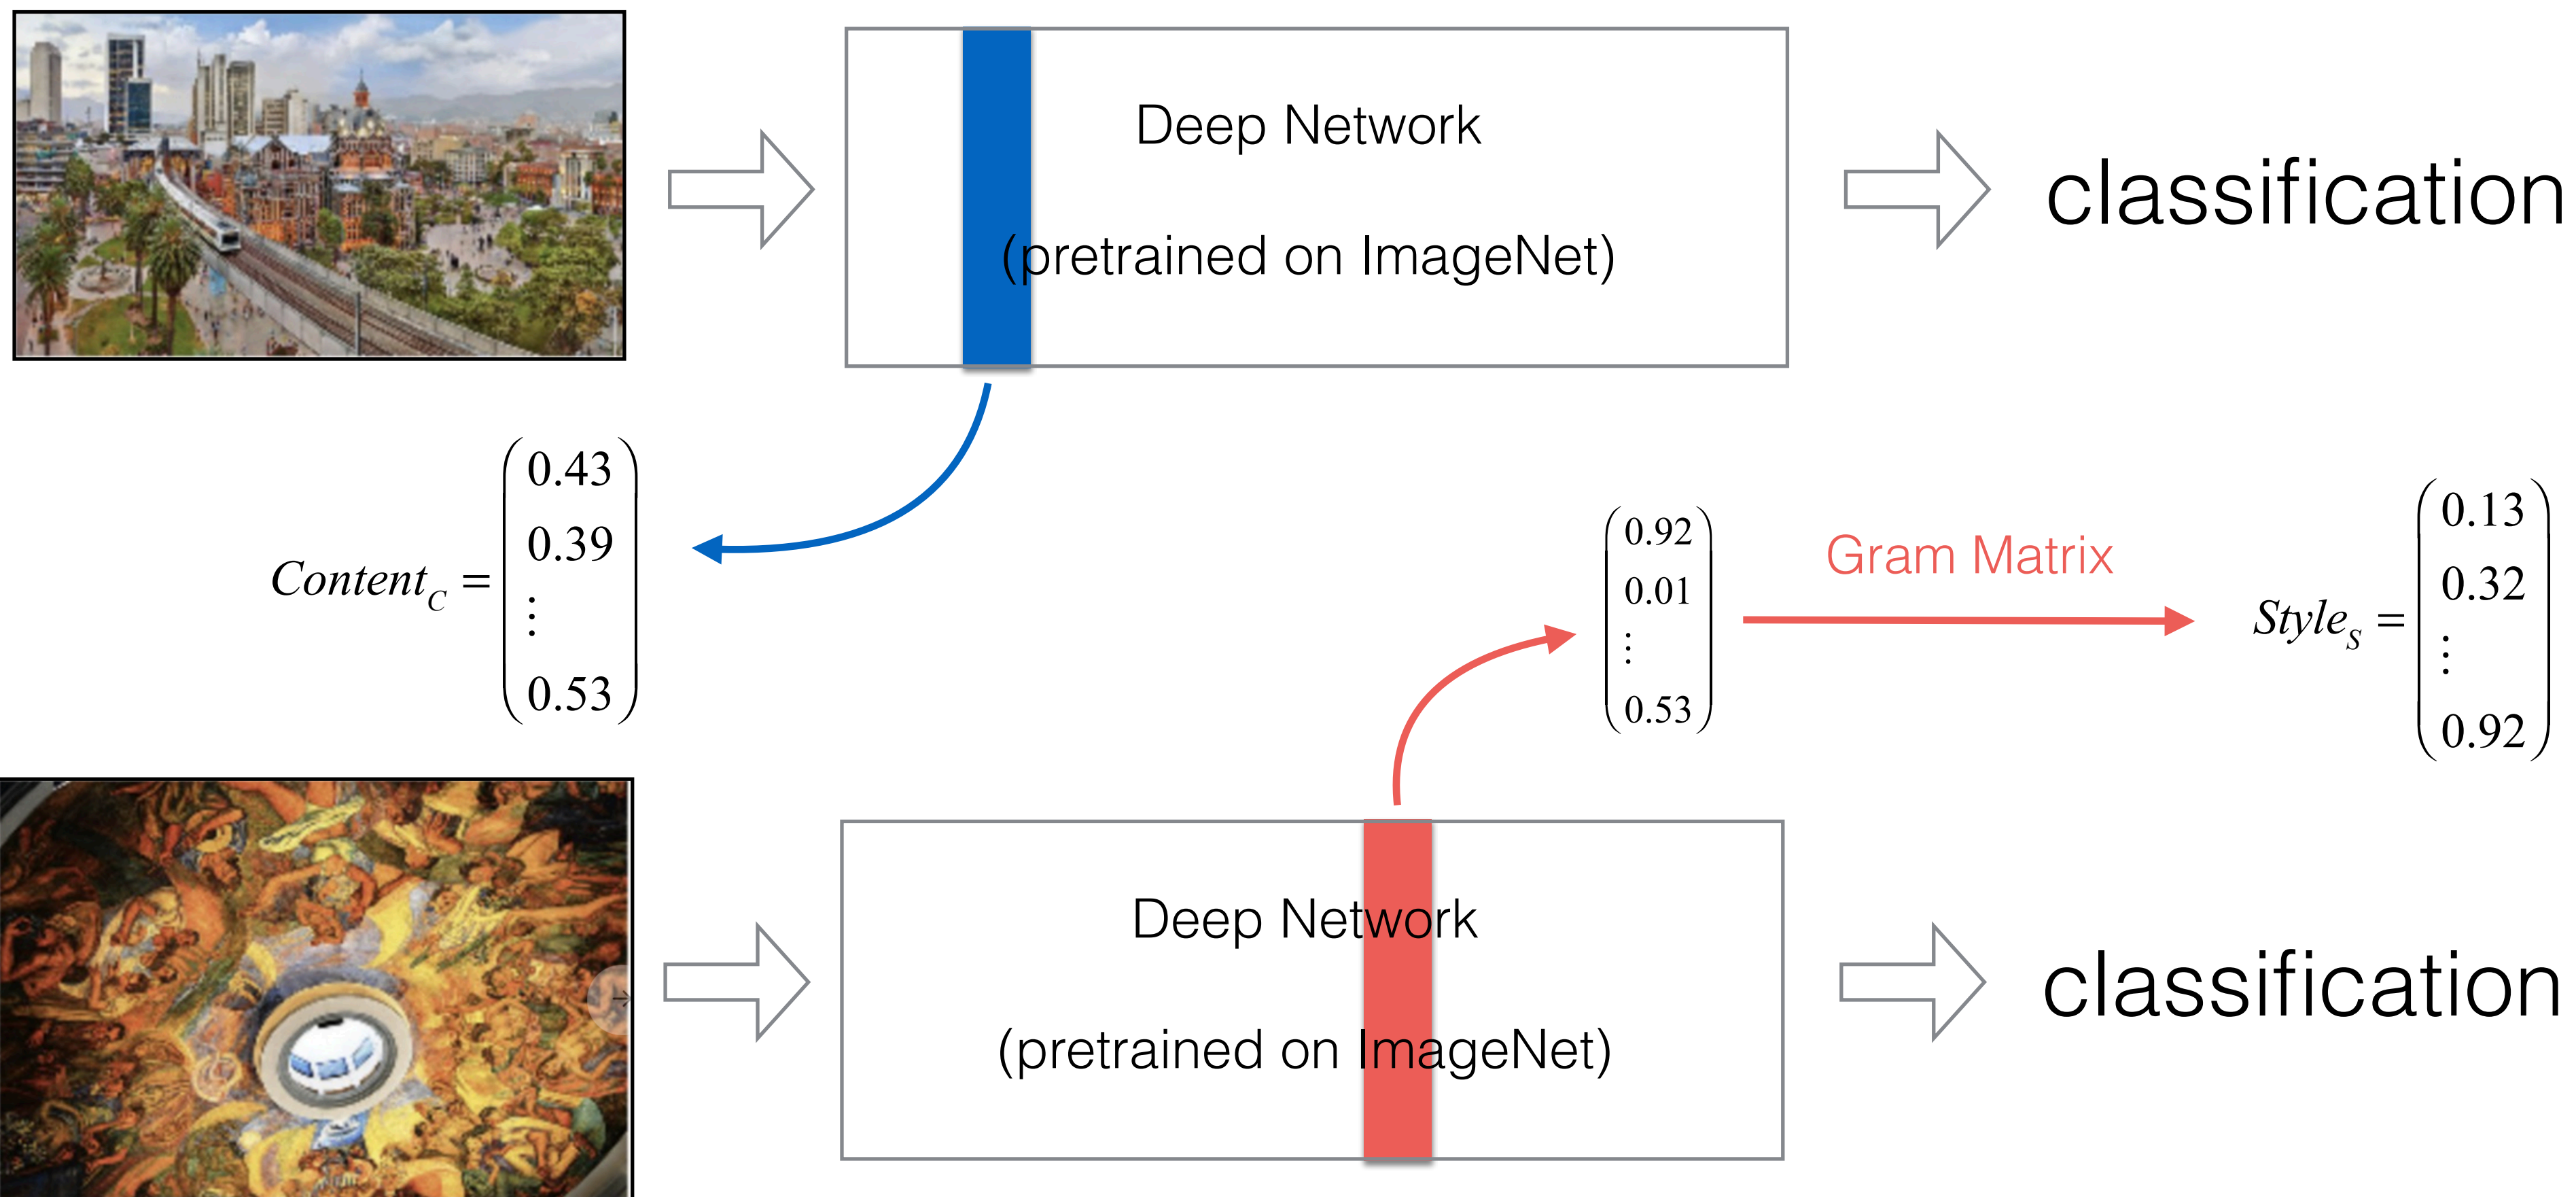 Deep Network
(pretrained on ImageNet)
classification
Content_C = (0.43 0.39 ⋮ 0.53)
(0.92 0.01 ⋮ 0.53)
Gram Matrix
Style_S = (0.13 0.32 ⋮ 0.92)
Deep Network
(pretrained on ImageNet)
classification